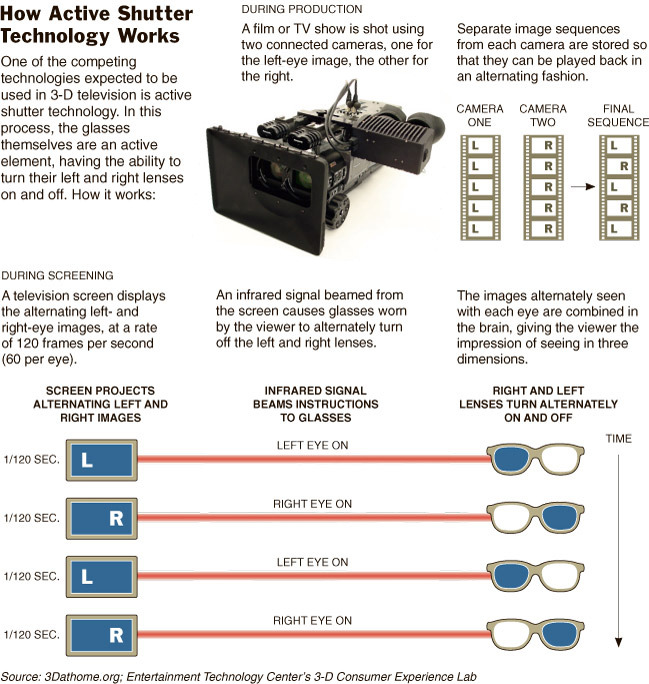 How Active Shutter
Technology Works
One of the competing
technologies expected to be
used in 3-D television is active
shutter technology. In this
process, the glasses
themselves are an active
element, having the ability to
turn their left and right lenses
on and off. How it works:
DURING PRODUCTION
A film or TV show is shot using
two connected cameras, one for
the left-eye image, the other for
the right.
Separate image sequences
from each camera are stored so
that they can be played back in
an alternating fashion.
CAMERA
ONE
CAMERA
TWO
FINAL
SEQUENCE
L R L
L R R
L R L
L R R
L R L
DURING SCREENING
A television screen displays
the alternating left- and
right-eye images, at a rate
of 120 frames per second
(60 per eye).
An infrared signal beamed from
the screen causes glasses worn
by the viewer to alternately turn
off the left and right lenses.
The images alternately seen
with each eye are combined in
the brain, giving the viewer the
impression of seeing in three
dimensions.
SCREEN PROJECTS
ALTERNATING LEFT AND
RIGHT IMAGES
INFRARED SIGNAL
BEAMS INSTRUCTIONS
TO GLASSES
RIGHT AND LEFT
LENSES TURN ALTERNATELY
ON AND OFF
TIME
LEFT EYE ON
1/120 SEC. L
RIGHT EYE ON
1/120 SEC. R
LEFT EYE ON
1/120 SEC. L
RIGHT EYE ON
1/120 SEC. R
Source: 3Dathome.org; Entertainment Technology Center's 3-D Consumer Experience Lab